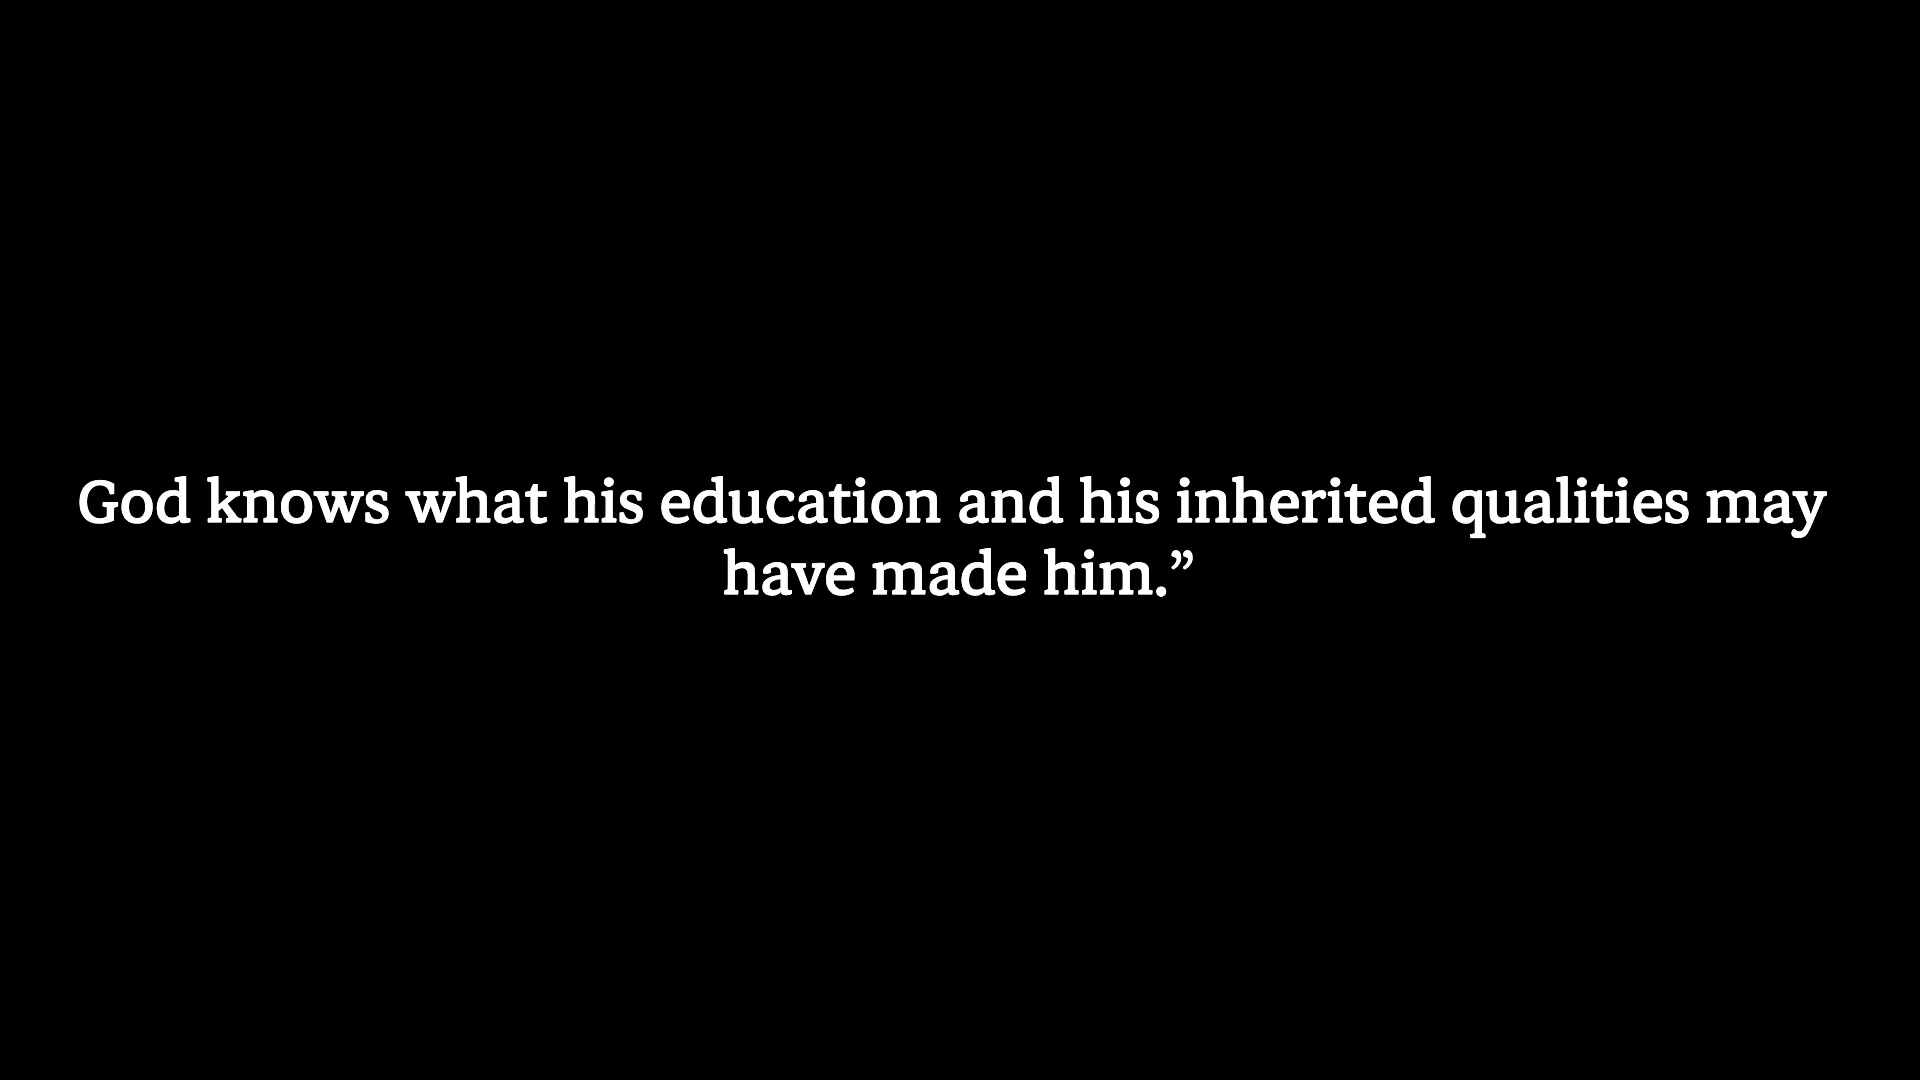 God knows what his education and his inherited qualities may
have made him.”